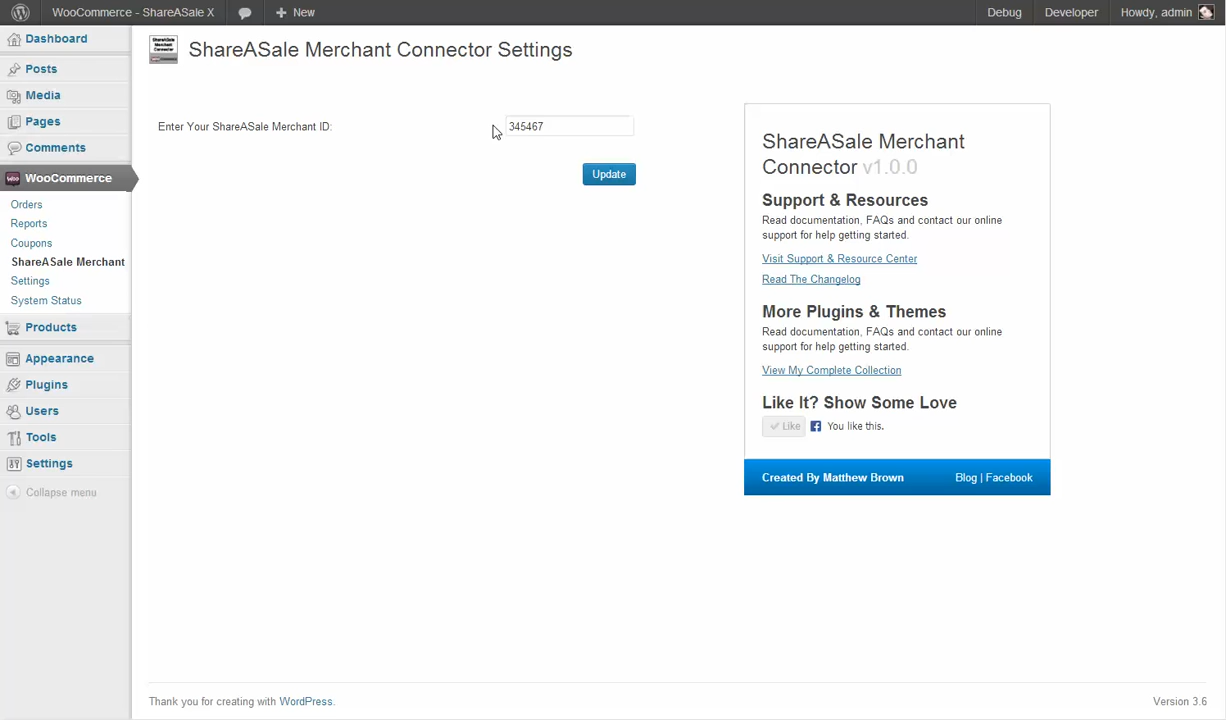 WooCommerce - ShareASale X
New
Debug
Developer
Howdy, admin
Dashboard
Posts
Media
Pages
Comments
WooCommerce
Orders
Reports
Coupons
ShareASale Merchant
Settings
System Status
Products
Appearance
Plugins
Users
Tools
Settings
Collapse menu
ShareASale Merchant Connector
ShareASale Merchant Connector Settings
Enter Your ShareASale Merchant ID:
345467
Update
ShareASale Merchant
Connector v1.0.0
Support & Resources
Read documentation, FAQs and contact our online
support for help getting started.
Visit Support & Resource Center
Read The Changelog
More Plugins & Themes
Read documentation, FAQs and contact our online
support for help getting started.
View My Complete Collection
Like It? Show Some Love
Like
You like this.
Created By Matthew Brown
Blog | Facebook
Thank you for creating with WordPress.
Version 3.6